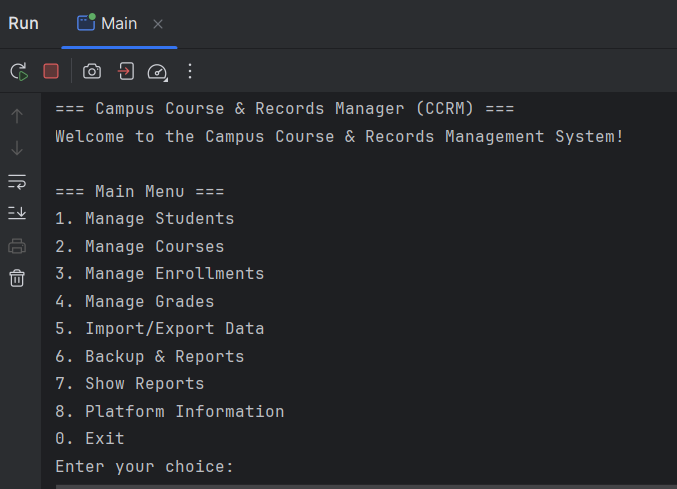 Run
Main
=== Campus Course & Records Manager (CCRM) ===
Welcome to the Campus Course & Records Management System!
=== Main Menu ===
1. Manage Students
2. Manage Courses
3. Manage Enrollments
4. Manage Grades
5. Import/Export Data
6. Backup & Reports
7. Show Reports
8. Platform Information
0. Exit
Enter your choice: